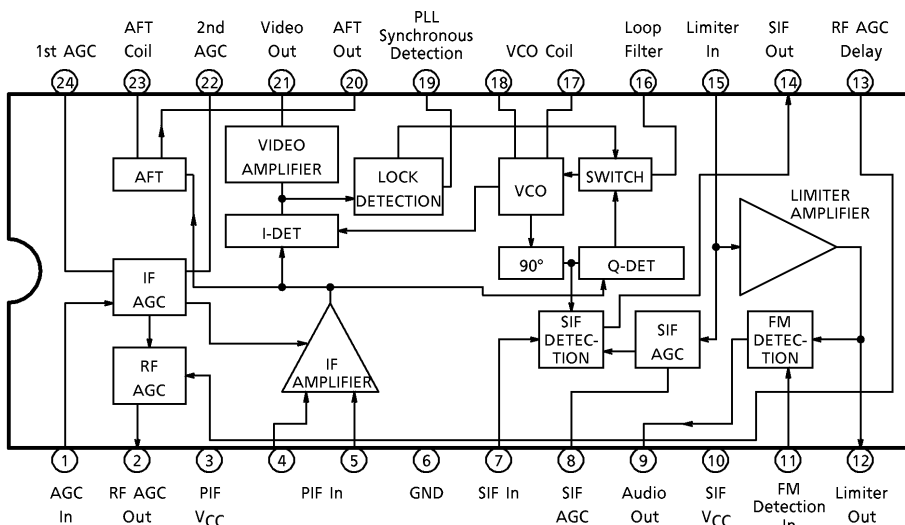 1st AGC
AFT
Coil
2nd
AGC
Video
Out
AFT
Out
PLL
Synchronous
Detection
VCO Coil
Loop
Filter
Limiter
In
SIF
Out
RF AGC
Delay
24
23
22
21
20
19
18
17
16
15
14
13
VIDEO
AMPLIFIER
AFT
LOCK
DETECTION
VCO
SWITCH
LIMITER
AMPLIFIER
I-DET
90°
Q-DET
IF
AGC
SIF
DETEC-
TION
SIF
AGC
FM
DETEC-
TION
RF
AGC
IF
AMPLIFIER
1
2
3
4
5
6
7
8
9
10
11
12
AGC
In
RF AGC
Out
PIF
VCC
PIF In
GND
SIF In
SIF
AGC
Audio
Out
SIF
VCC
FM
Detection
In
Limiter
Out